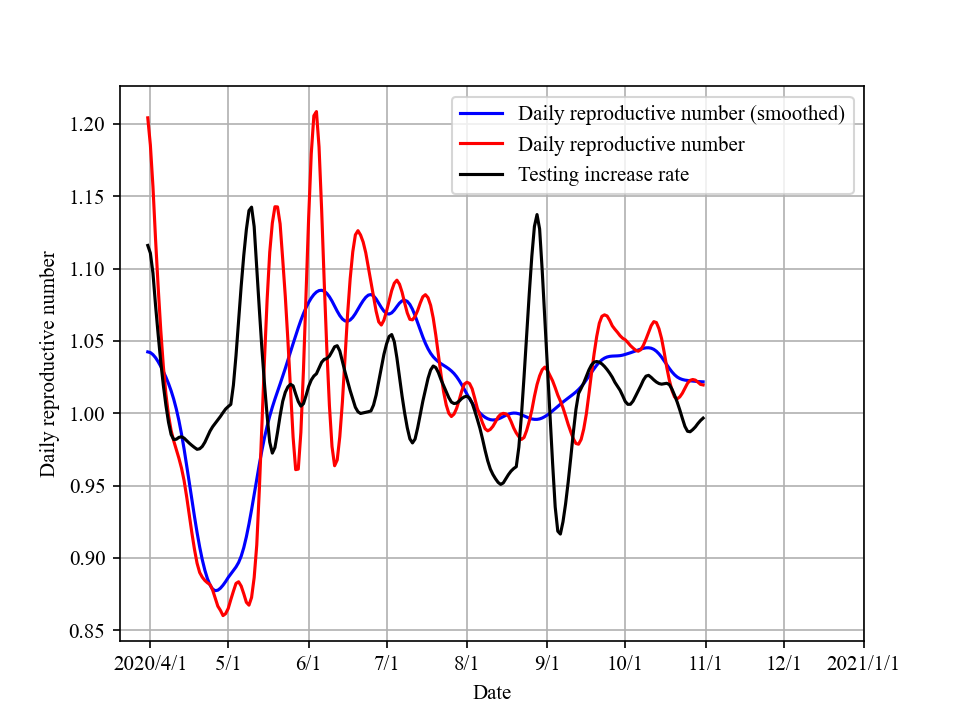 Daily reproductive number (smoothed)
Daily reproductive number
Testing increase rate
Daily reproductive number
1.20
1.15
1.10
1.05
1.00
0.95
0.90
0.85
2020/4/1 5/1 6/1 7/1 8/1 9/1 10/1 11/1 12/1 2021/1/1
Date